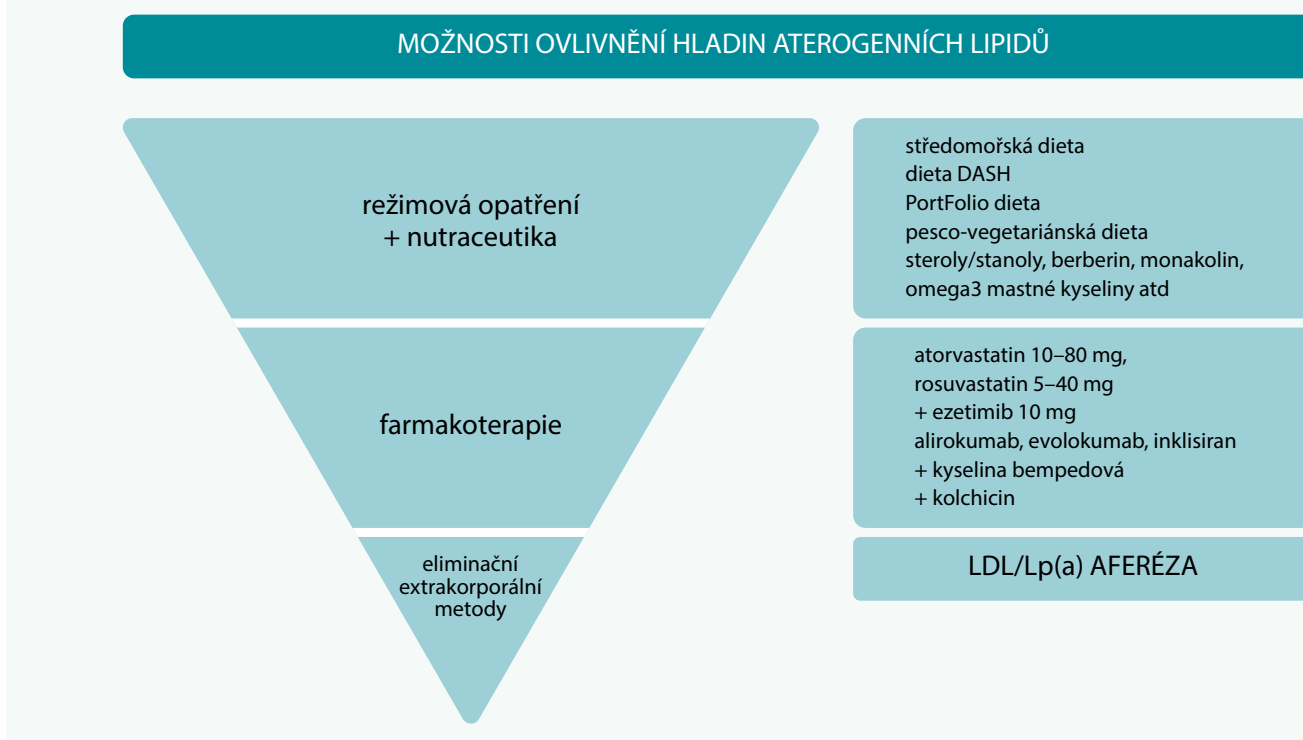 MOŽNOSTI OVLIVNĚNÍ HLADIN ATEROGENNÍCH LIPIDŮ
režimová opatření
+ nutraceutika
středomořská dieta
dieta DASH
PortFolio dieta
pesco-vegetariánská dieta
steroly/stanoly, berberin, monakolin,
omega3 mastné kyseliny atd
farmakoterapie
atorvastatin 10–80 mg,
rosuvastatin 5–40 mg
+ ezetimib 10 mg
alirokumab, evolokumab, inklisiran
+ kyselina bempedová
+ kolchicin
eliminační
extrakorporální
metody
LDL/Lp(a) AFERÉZA